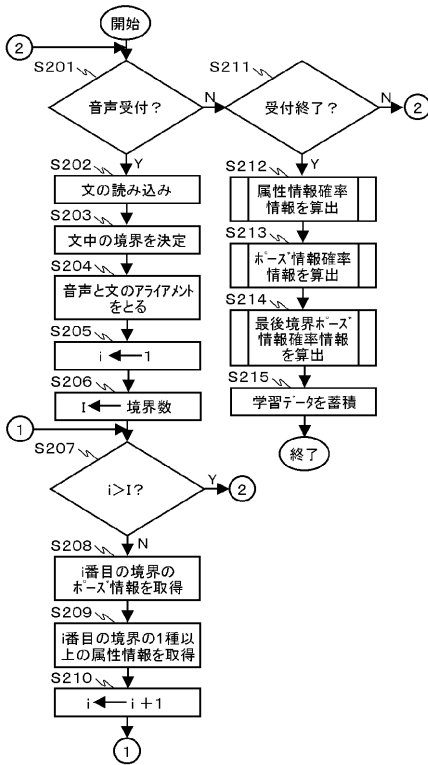 開始
②
S201
音声受付？
N
S211
受付終了？
N
②
Y
S202
文の読み込み
S203
文中の境界を決定
S204
音声と文のアライアメント
をとる
S205
i ← 1
S206
I ← 境界数
①
S207
i>I?
Y
②
N
S208
i番目の境界の
ポーズ情報を取得
S209
i番目の境界の1種以
上の属性情報を取得
S210
i ← i +1
①
Y
S212
属性情報確率
情報を算出
S213
ポーズ情報確率
情報を算出
S214
最後境界ポーズ
情報確率情報
を算出
S215
学習データを蓄積
終了